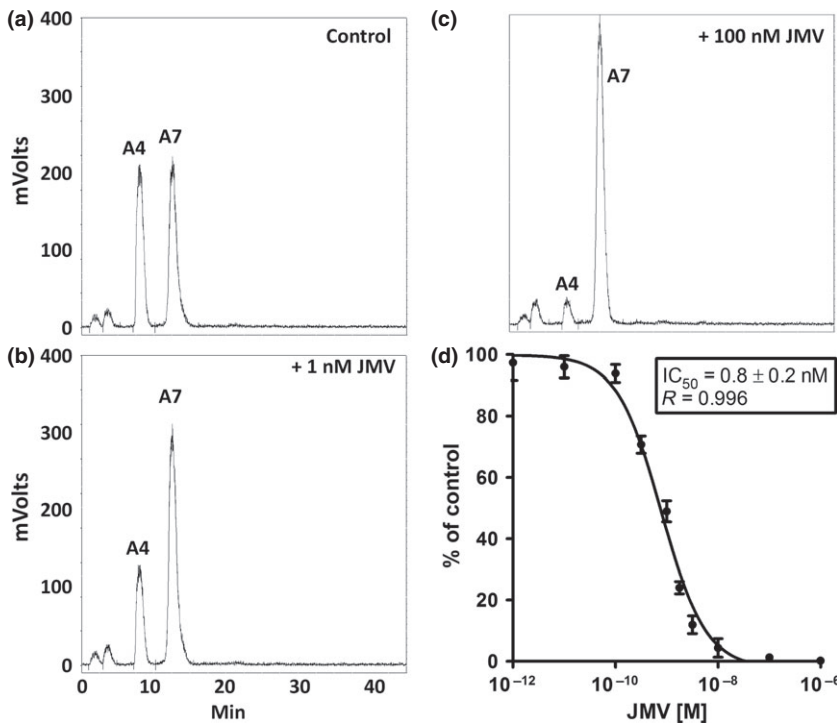 (a)
400
300
200
100
0
mVolts
Control
A4
A7
(b)
400
300
200
100
0
mVolts
+ 1 nM JMV
A4
A7
0 10 20 30 40
Min
(c)
+ 100 nM JMV
A4
A7
(d)
100
80
60
40
20
0
% of control
IC₅₀ = 0.8 ± 0.2 nM
R = 0.996
10⁻¹² 10⁻¹⁰ 10⁻⁸ 10⁻⁶
JMV [M]